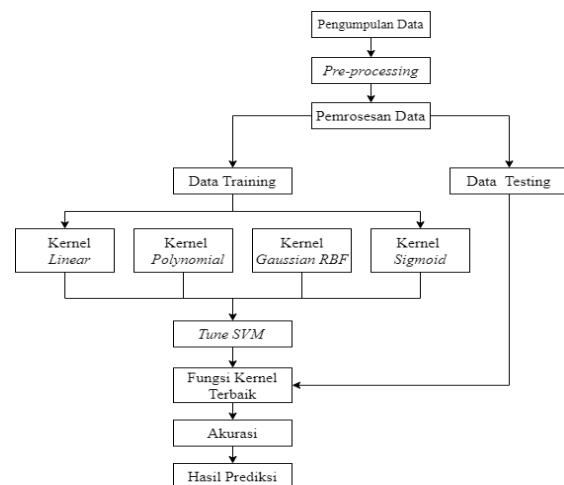 Pengumpulan Data
Pre-processing
Pemrosesan Data
Data Training
Data Testing
Kernel
Linear
Kernel
Polynomial
Kernel
Gaussian RBF
Kernel
Sigmoid
Tune SVM
Fungsi Kernel
Terbaik
Akurasi
Hasil Prediksi